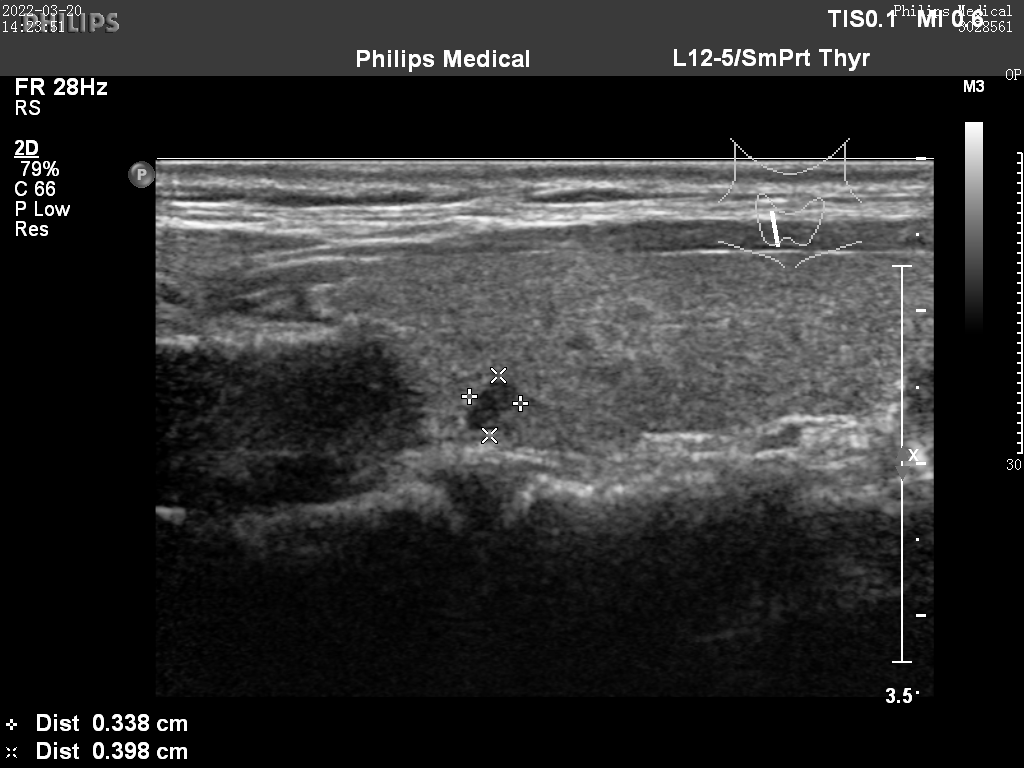 2022-03-20
14:23:51
PHILIPS
TIS0.1 MI 0.6
Philips Medical
Philips Medical
L12-5/SmPrt Thyr
OP
FR 28Hz
RS
M3
2D
79%
C 66
P Low
Res
P
X
30
3.5
Dist 0.338 cm
Dist 0.398 cm